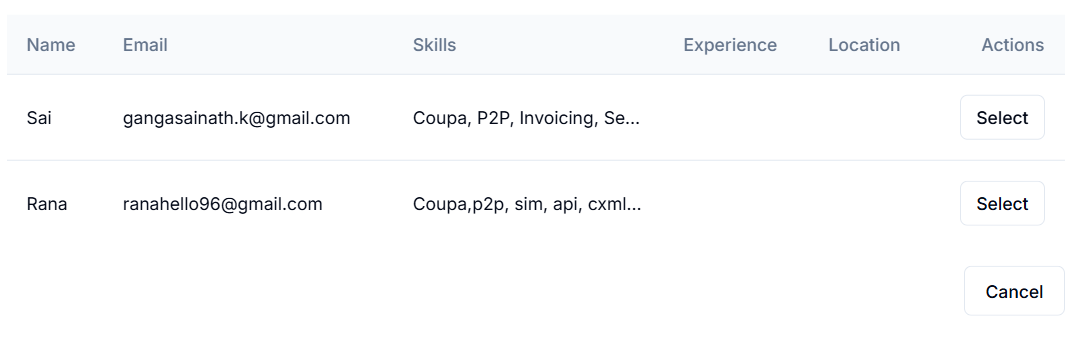 Name Email Skills Experience Location Actions
Sai gangasainath.k@gmail.com Coupa, P2P, Invoicing, Se... Select
Rana ranahello96@gmail.com Coupa,p2p, sim, api, cxml... Select
Cancel